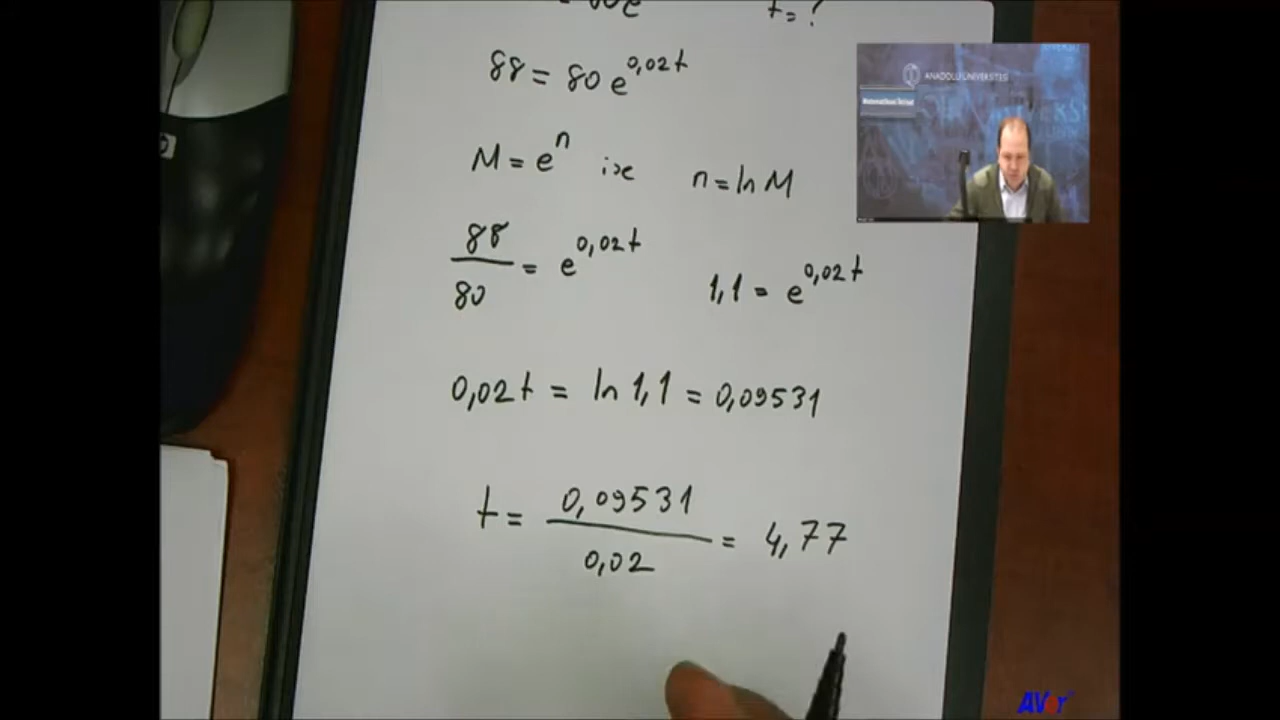 t = ?
88 = 80 e^0,02t
M = e^n ise n = ln M
88/80 = e^0,02t 1,1 = e^0,02t
0,02t = ln 1,1 = 0,09531
t = 0,09531/0,02 = 4,77
ANADOLU ÜNİVERSİTESİ